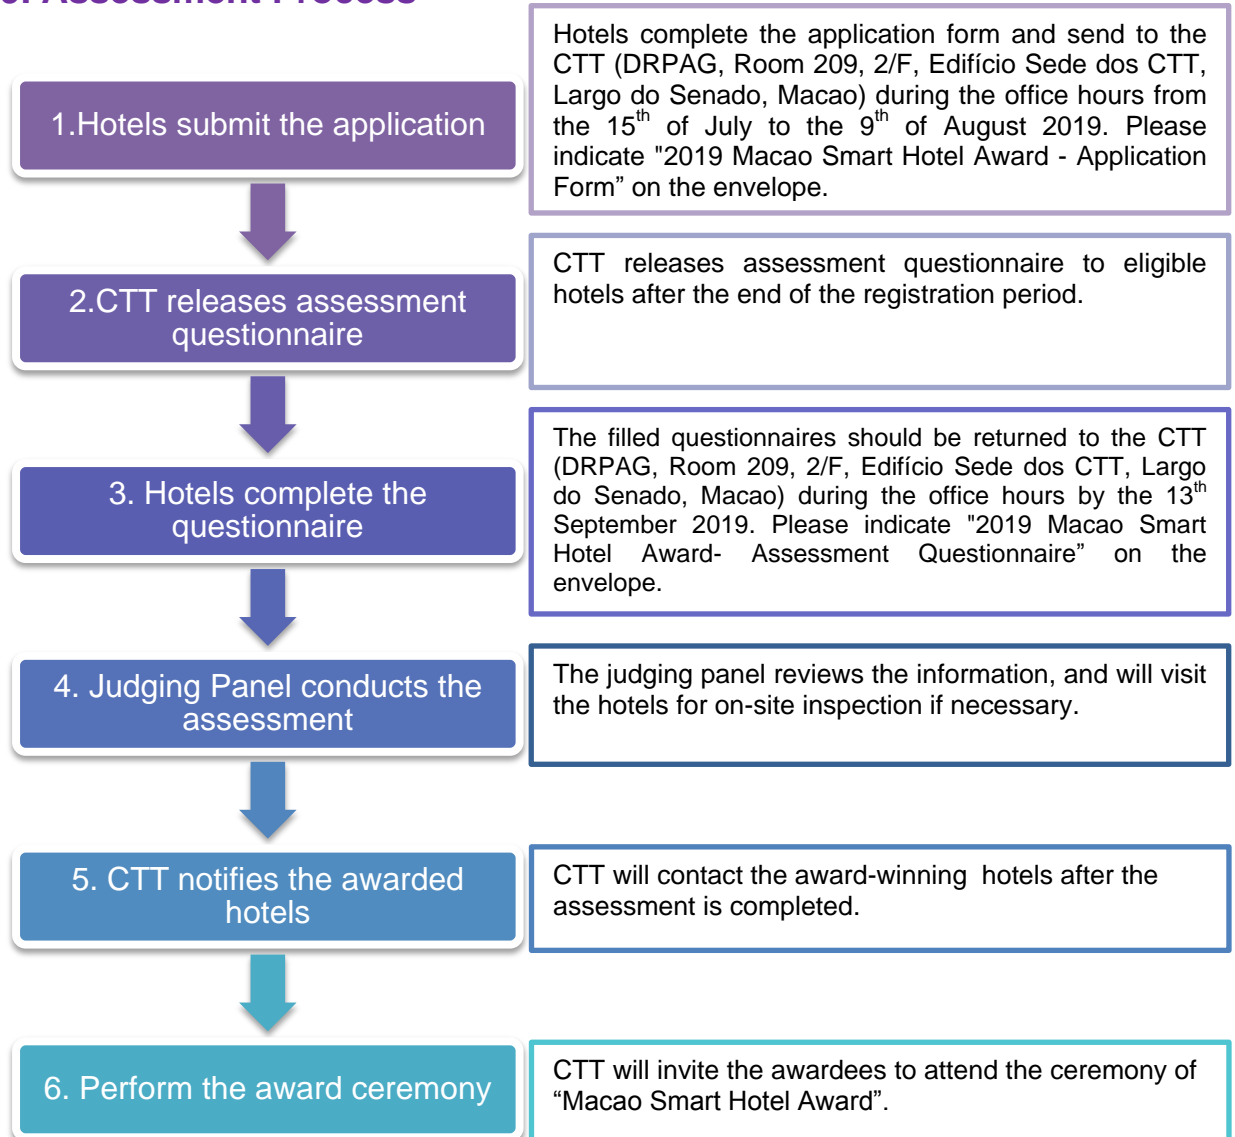 Assessment Process
1.Hotels submit the application
Hotels complete the application form and send to the
CTT (DRPAG, Room 209, 2/F, Edifício Sede dos CTT,
Largo do Senado, Macao) during the office hours from
the 15th of July to the 9th of August 2019. Please
indicate "2019 Macao Smart Hotel Award - Application
Form” on the envelope.
2.CTT releases assessment
questionnaire
CTT releases assessment questionnaire to eligible
hotels after the end of the registration period.
3. Hotels complete the
questionnaire
The filled questionnaires should be returned to the CTT
(DRPAG, Room 209, 2/F, Edifício Sede dos CTT, Largo
do Senado, Macao) during the office hours by the 13th
September 2019. Please indicate "2019 Macao Smart
Hotel Award- Assessment Questionnaire” on the
envelope.
4. Judging Panel conducts the
assessment
The judging panel reviews the information, and will visit
the hotels for on-site inspection if necessary.
5. CTT notifies the awarded
hotels
CTT will contact the award-winning hotels after the
assessment is completed.
6. Perform the award ceremony
CTT will invite the awardees to attend the ceremony of
“Macao Smart Hotel Award”.